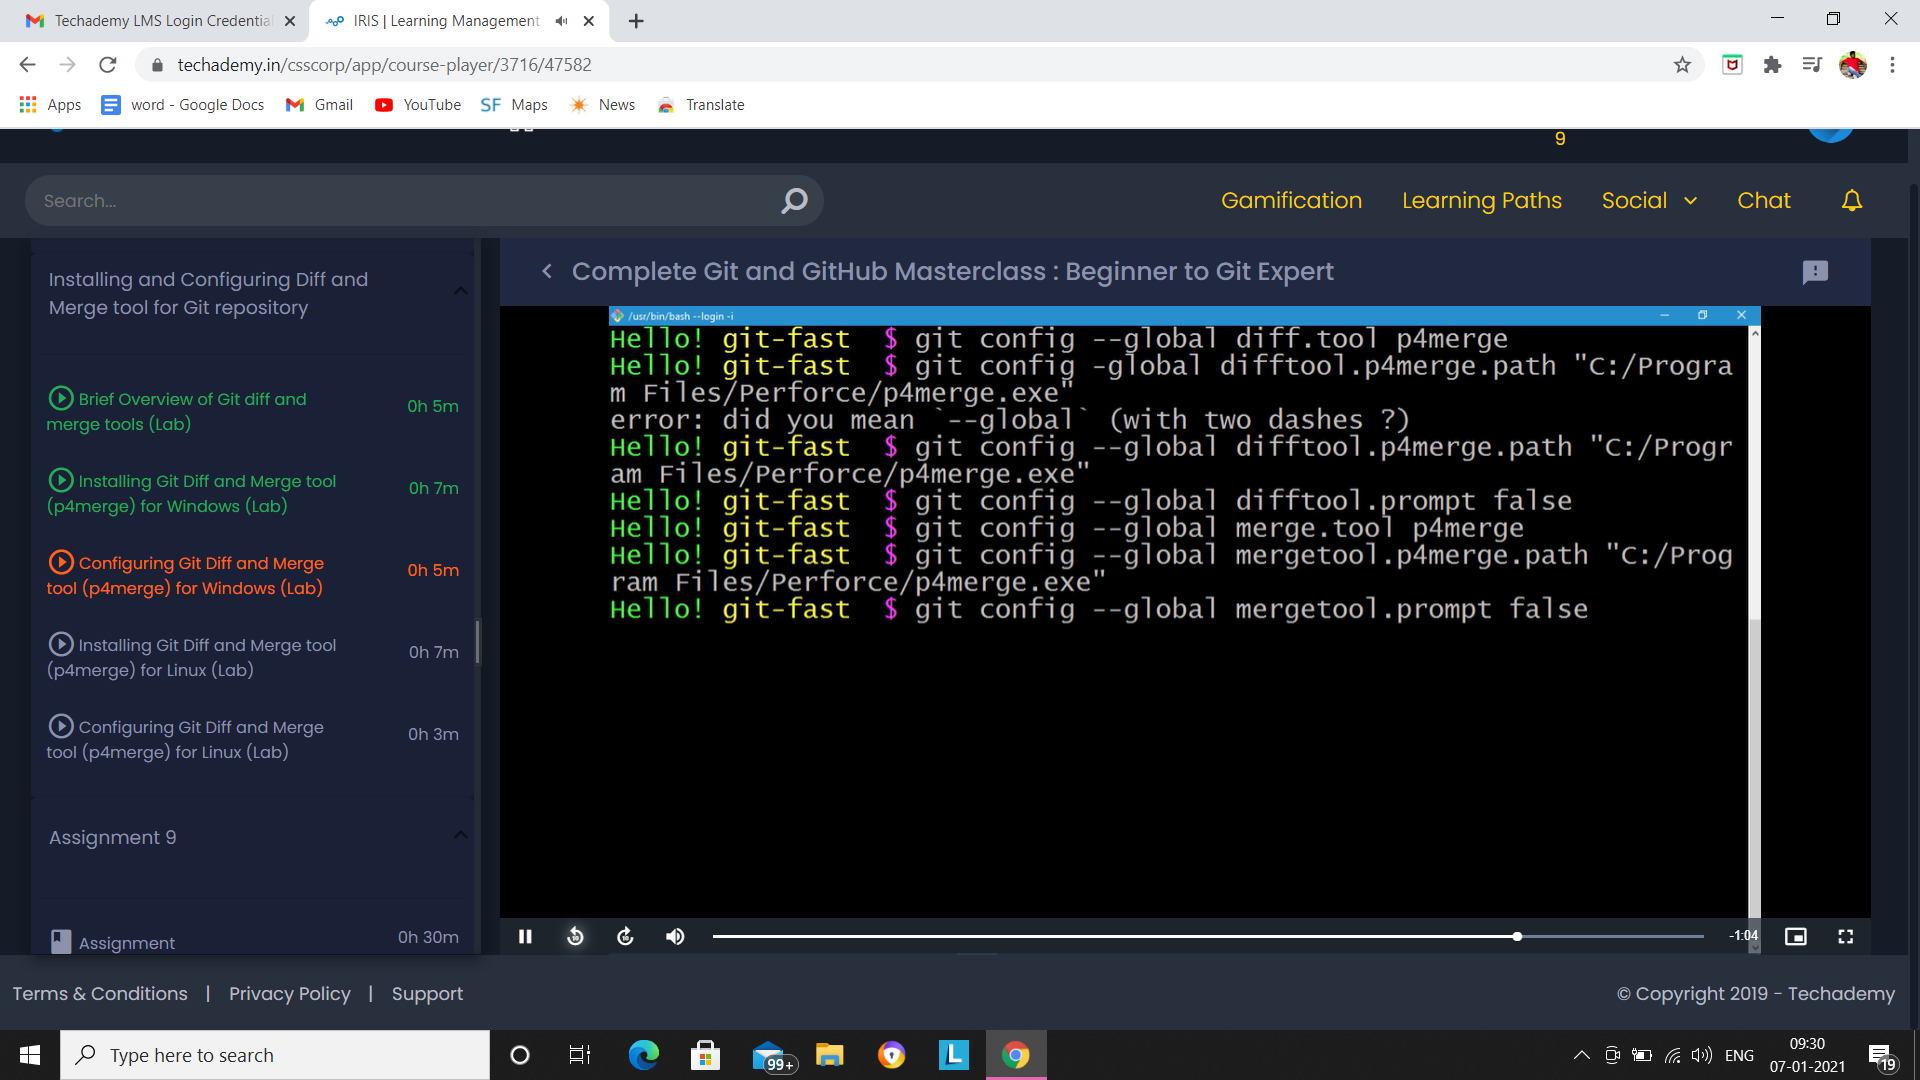 Techademy LMS Login Credentia
IRIS | Learning Management
techademy.in/csscorp/app/course-player/3716/47582
Apps
word - Google Docs
Gmail
YouTube
SF Maps
News
Translate
9
Search...
Gamification
Learning Paths
Social
Chat
Installing and Configuring Diff and
Merge tool for Git repository
Brief Overview of Git diff and
merge tools (Lab)
0h 5m
Installing Git Diff and Merge tool
(p4merge) for Windows (Lab)
0h 7m
Configuring Git Diff and Merge
tool (p4merge) for Windows (Lab)
0h 5m
Installing Git Diff and Merge tool
(p4merge) for Linux (Lab)
0h 7m
Configuring Git Diff and Merge
tool (p4merge) for Linux (Lab)
0h 3m
Assignment 9
Assignment
0h 30m
Complete Git and GitHub Masterclass : Beginner to Git Expert
/usr/bin/bash --login -i
Hello! git-fast $ git config --global diff.tool p4merge
Hello! git-fast $ git config -global difftool.p4merge.path "C:/Progra
m Files/Perforce/p4merge.exe"
error: did you mean `--global` (with two dashes ?)
Hello! git-fast $ git config --global difftool.p4merge.path "C:/Progr
am Files/Perforce/p4merge.exe"
Hello! git-fast $ git config --global difftool.prompt false
Hello! git-fast $ git config --global merge.tool p4merge
Hello! git-fast $ git config --global mergetool.p4merge.path "C:/Prog
ram Files/Perforce/p4merge.exe"
Hello! git-fast $ git config --global mergetool.prompt false
-1:04
Terms & Conditions | Privacy Policy | Support
© Copyright 2019 - Techademy
Type here to search
99+
L
ENG
09:30
07-01-2021
19